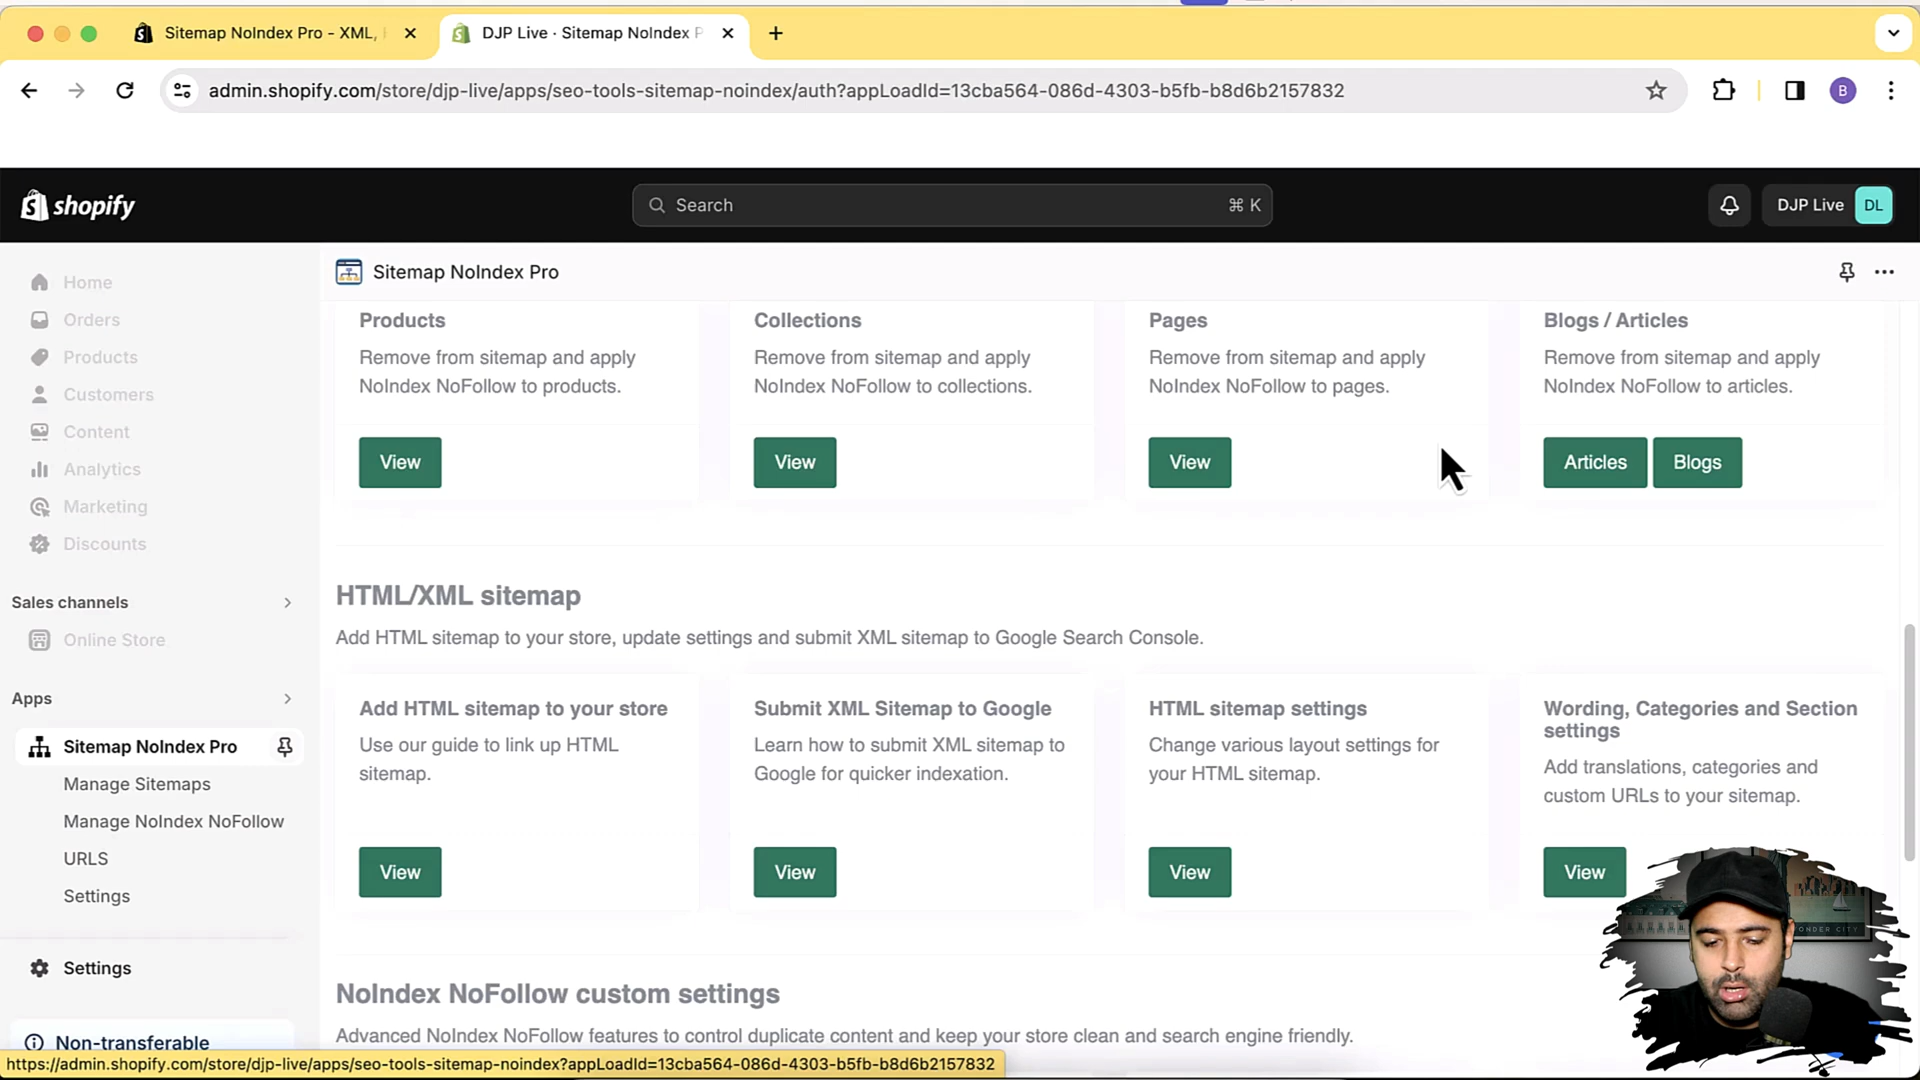 Sitemap NoIndex Pro - XML,
DJP Live · Sitemap NoIndex P
admin.shopify.com/store/djp-live/apps/seo-tools-sitemap-noindex/auth?appLoadId=13cba564-086d-4303-b5fb-b8d6b2157832
B
shopify
Search
⌘ K
DJP Live
DL
Home
Orders
Products
Customers
Content
Analytics
Marketing
Discounts
Sales channels
Online Store
Apps
Sitemap NoIndex Pro
Manage Sitemaps
Manage NoIndex NoFollow
URLS
Settings
Settings
Non-transferable
Sitemap NoIndex Pro
Products
Remove from sitemap and apply
NoIndex NoFollow to products.
View
Collections
Remove from sitemap and apply
NoIndex NoFollow to collections.
View
Pages
Remove from sitemap and apply
NoIndex NoFollow to pages.
View
Blogs / Articles
Remove from sitemap and apply
NoIndex NoFollow to articles.
Articles
Blogs
HTML/XML sitemap
Add HTML sitemap to your store, update settings and submit XML sitemap to Google Search Console.
Add HTML sitemap to your store
Use our guide to link up HTML
sitemap.
View
Submit XML Sitemap to Google
Learn how to submit XML sitemap to
Google for quicker indexation.
View
HTML sitemap settings
Change various layout settings for
your HTML sitemap.
View
Wording, Categories and Section
settings
Add translations, categories and
custom URLs to your sitemap.
View
NoIndex NoFollow custom settings
Advanced NoIndex NoFollow features to control duplicate content and keep your store clean and search engine friendly.
https://admin.shopify.com/store/djp-live/apps/seo-tools-sitemap-noindex?appLoadId=13cba564-086d-4303-b5fb-b8d6b2157832